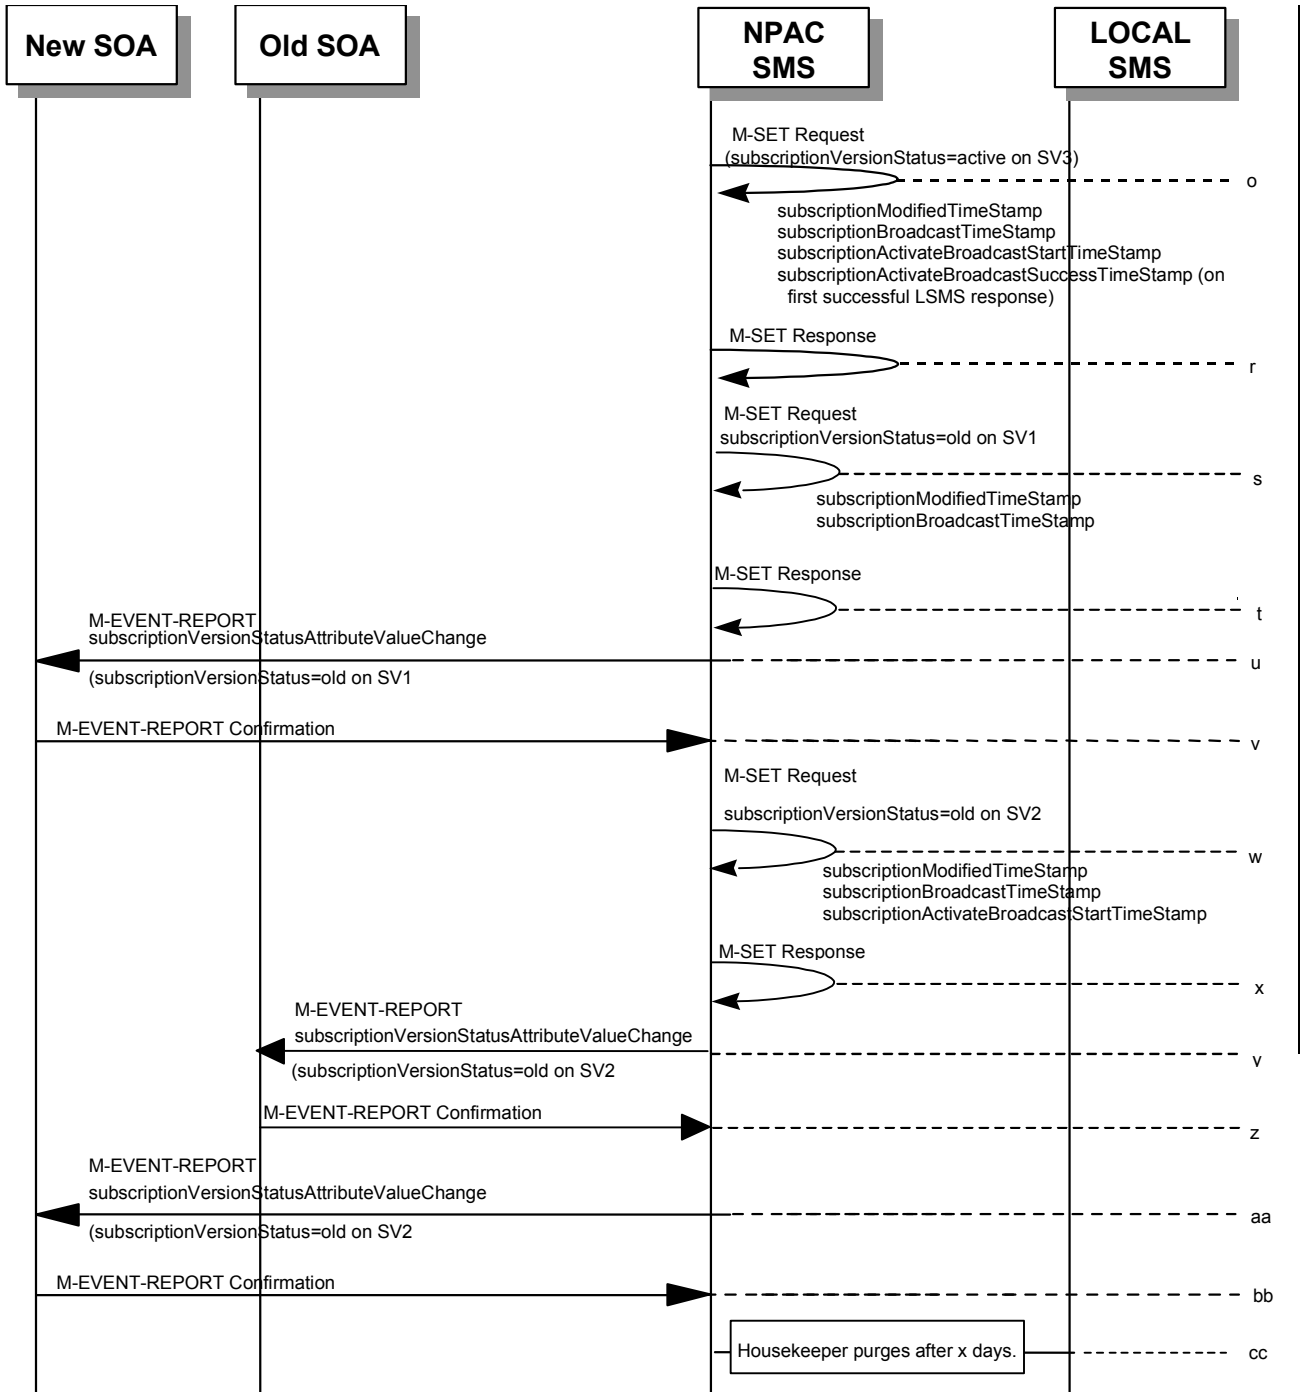 New SOA
Old SOA
NPAC
SMS
LOCAL
SMS
M-SET Request
(subscriptionVersionStatus=active on SV3)
o
subscriptionModifiedTimeStamp
subscriptionBroadcastTimeStamp
subscriptionActivateBroadcastStartTimeStamp
subscriptionActivateBroadcastSuccessTimeStamp (on
first successful LSMS response)
M-SET Response
r
M-SET Request
subscriptionVersionStatus=old on SV1
s
subscriptionModifiedTimeStamp
subscriptionBroadcastTimeStamp
M-SET Response
t
M-EVENT-REPORT
subscriptionVersionStatusAttributeValueChange
u
(subscriptionVersionStatus=old on SV1
M-EVENT-REPORT Confirmation
v
M-SET Request
subscriptionVersionStatus=old on SV2
w
subscriptionModifiedTimeStamp
subscriptionBroadcastTimeStamp
subscriptionActivateBroadcastStartTimeStamp
M-SET Response
x
M-EVENT-REPORT
subscriptionVersionStatusAttributeValueChange
y
(subscriptionVersionStatus=old on SV2
M-EVENT-REPORT Confirmation
z
M-EVENT-REPORT
subscriptionVersionStatusAttributeValueChange
aa
(subscriptionVersionStatus=old on SV2
M-EVENT-REPORT Confirmation
bb
Housekeeper purges after x days.
cc